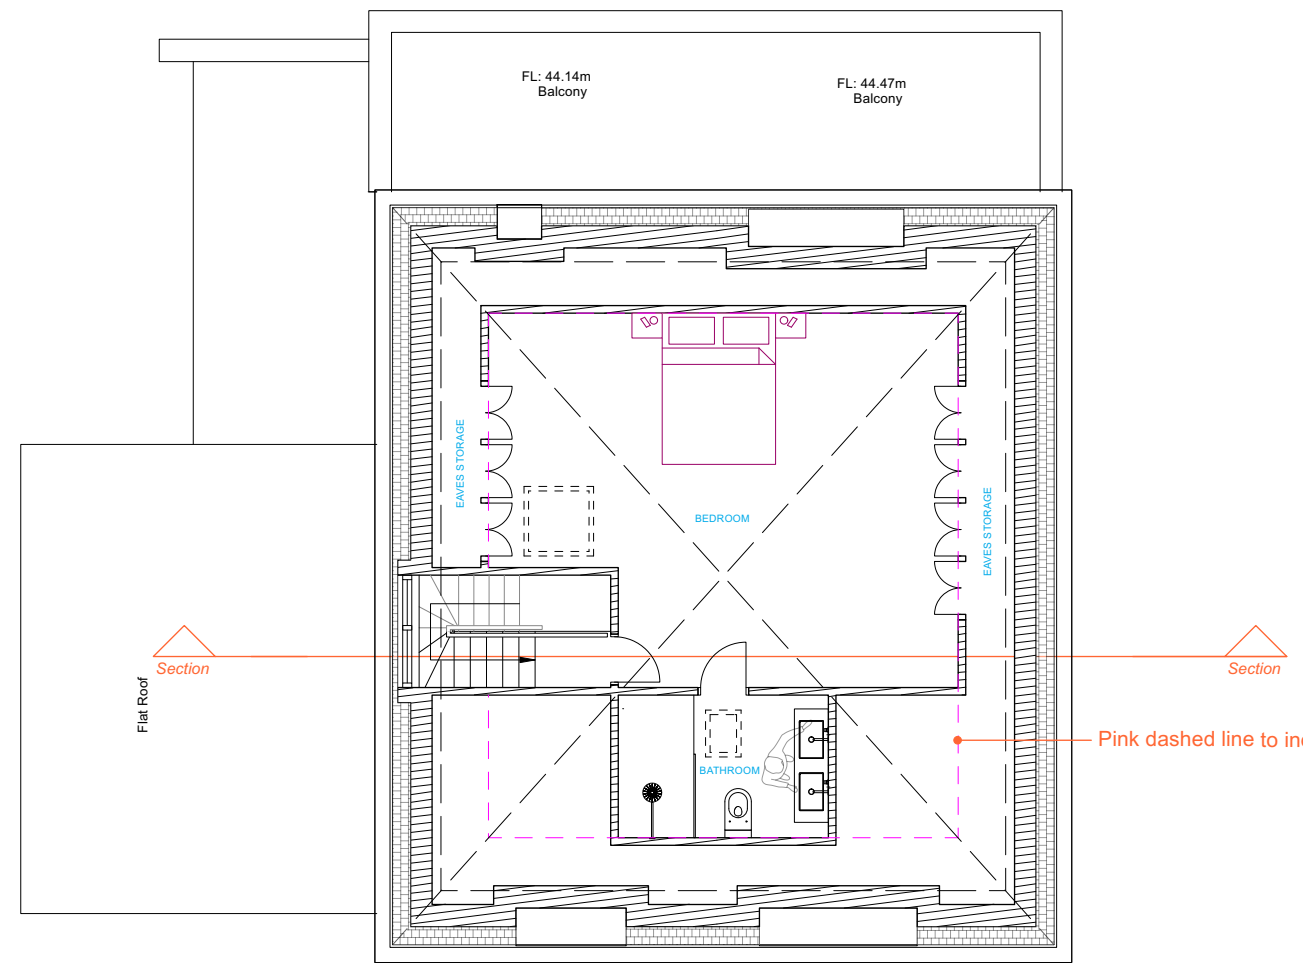 FL: 44.14m
Balcony
FL: 44.47m
Balcony
EAVES STORAGE
BEDROOM
EAVES STORAGE
Section
Section
Flat Roof
Pink dashed line to in
BATHROOM